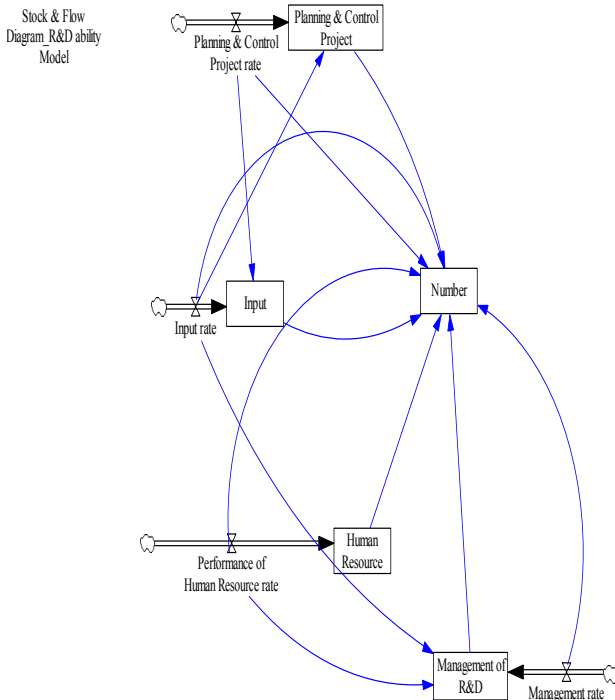 Stock & Flow
Diagram_R&D ability
Model
Planning & Control
Project
Planning & Control
Project rate
Number
Input
Input rate
Human
Resource
Performance of
Human Resource rate
Management of
R&D
Management rate